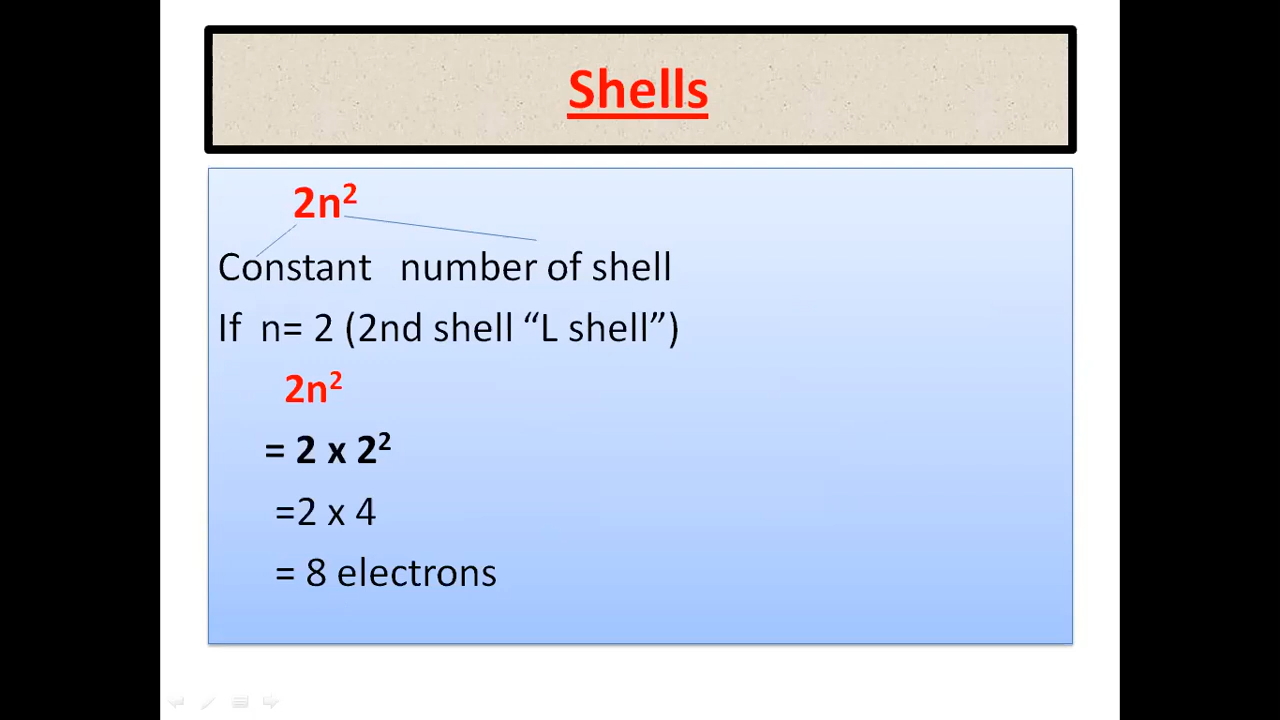 Shells
2n²
Constant number of shell
If n= 2 (2nd shell “L shell”)
2n²
= 2 x 2²
=2 x 4
= 8 electrons